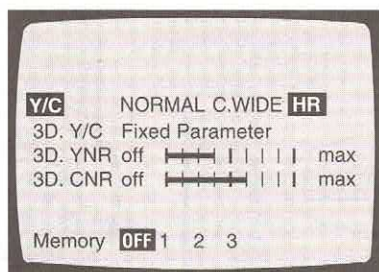 Y/C NORMAL C.WIDE HR
3D. Y/C Fixed Parameter
3D. YNR off max
3D. CNR off max
Memory OFF 1 2 3